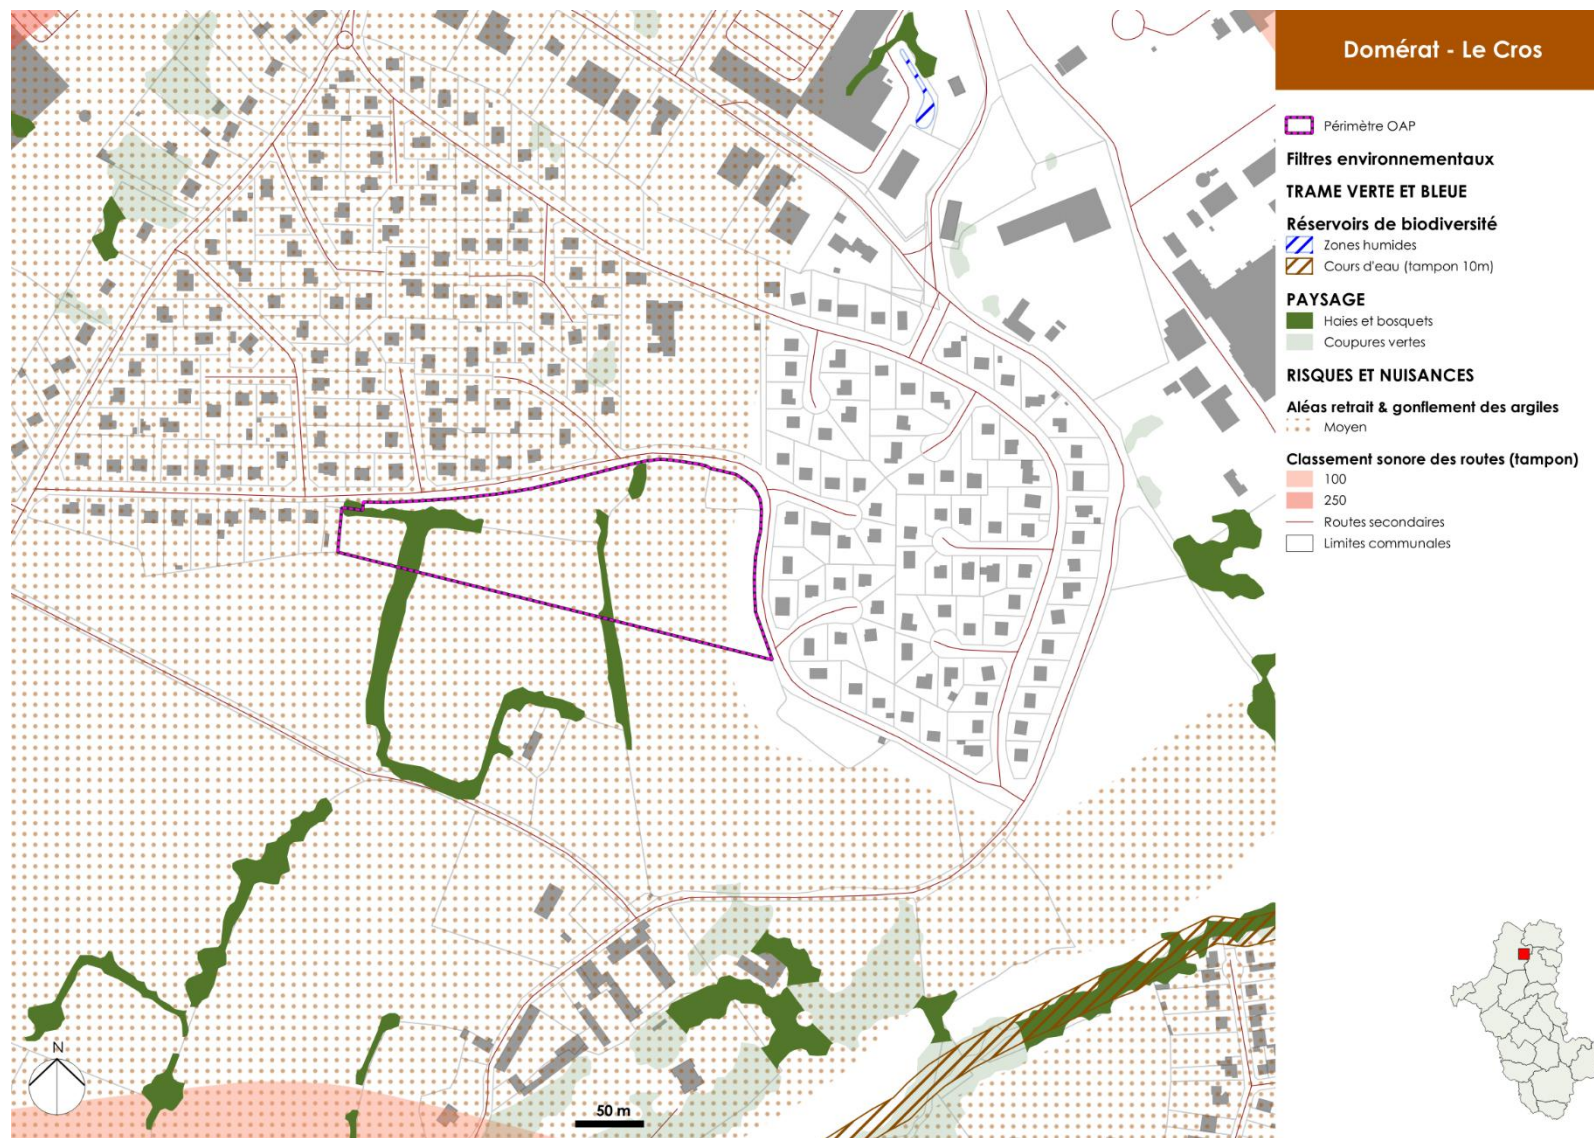 Domérat - Le Cros
Périmètre OAP
Filtres environnementaux
TRAME VERTE ET BLEUE
Réservoirs de biodiversité
Zones humides
Cours d'eau (tampon 10m)
PAYSAGE
Haies et bosquets
Coupures vertes
RISQUES ET NUISANCES
Aléas retrait & gonflement des argiles
Moyen
Classement sonore des routes (tampon)
100
250
Routes secondaires
Limites communales
N
50 m